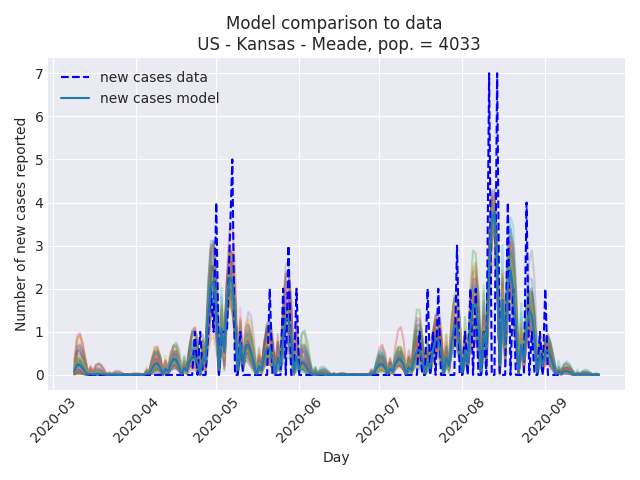 Model comparison to data
US - Kansas - Meade, pop. = 4033
new cases data
new cases model
Number of new cases reported
7
6
5
4
3
2
1
0
2020-03
2020-04
2020-05
2020-06
2020-07
2020-08
2020-09
Day